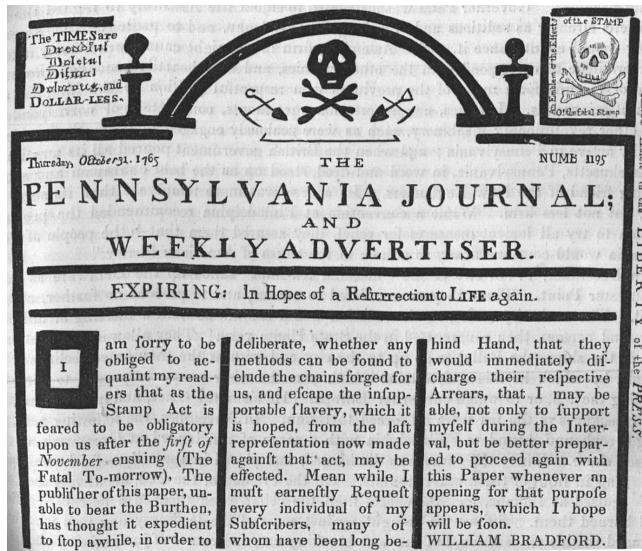 The TIMES are
Dreadful
Doleful
Dismal
Dolorous, and
DOLLAR-LESS.
An Emblem of the Effects
of the STAMP
O! the fatal Stamp
Thursday, October 31. 1765
THE
NUMB 1195
PENNSYLVANIA JOURNAL;
WEEKLY ADVERTISER.
EXPIRING: In Hopes of a Reſurrection to LIFE again.
I am ſorry to be
obliged to ac-
quaint my read-
ers that as the
Stamp Act is
feared to be obligatory
upon us after the firſt of
November enſuing (The
Fatal To-morrow), The
publiſher of this paper, un-
able to bear the Burthen,
has thought it expedient
to ſtop awhile, in order to
deliberate, whether any
methods can be found to
elude the chains forged for
us, and eſcape the inſup-
portable ſlavery, which it
is hoped, from the laſt
repreſentation now made
againſt that act, may be
effected. Mean while I
muſt earneſtly Requeſt
every individual of my
Subſcribers, many of
whom have been long be-
hind Hand, that they
would immediately diſ-
charge their reſpective
Arrears, that I may be
able, not only to ſupport
myſelf during the Inter-
val, but be better prepar-
ed to proceed again with
this Paper whenever an
opening for that purpoſe
appears, which I hope
will be ſoon.
WILLIAM BRADFORD.
LIBERTY of the PRESS